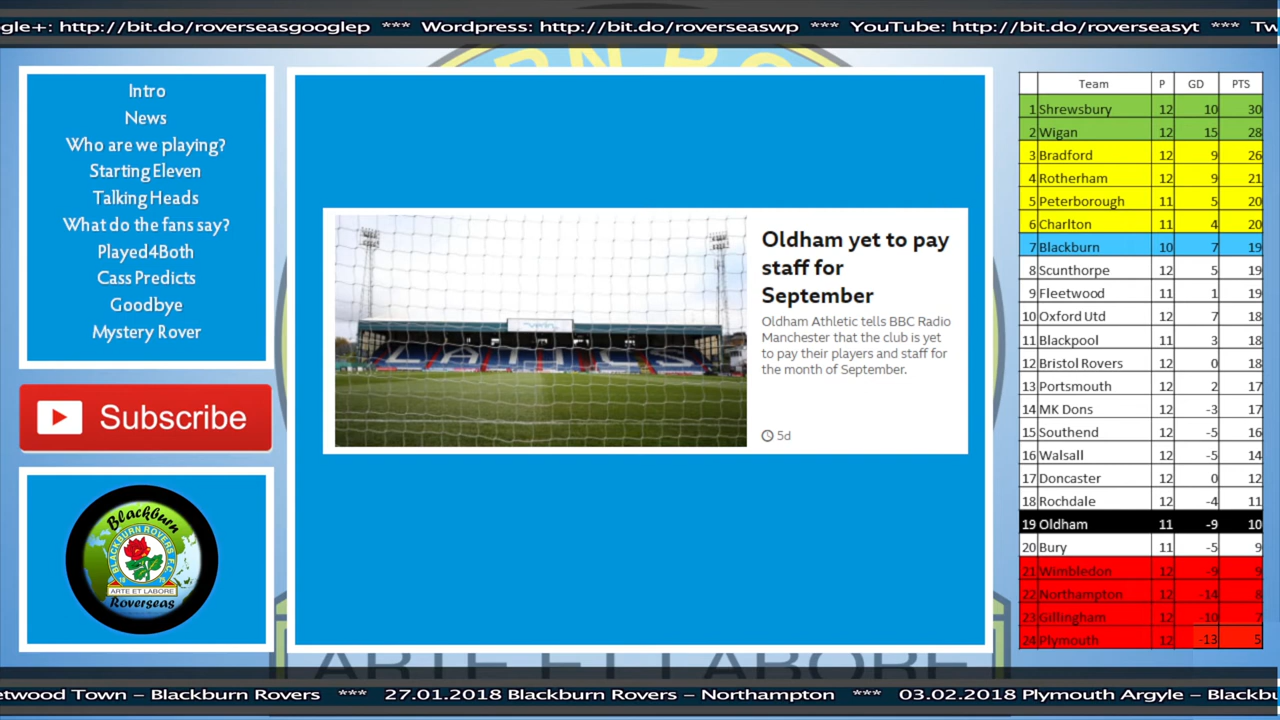 gle+: http://bit.do/roverseasgooglep *** Wordpress: http://bit.do/roverseaswp *** YouTube: http://bit.do/roverseasyt *** Tw
Intro
News
Who are we playing?
Starting Eleven
Talking Heads
What do the fans say?
Played4Both
Cass Predicts
Goodbye
Mystery Rover
Subscribe
Blackburn
BLACKBURN ROVERS F.C.
18 75
ARTE ET LABORE
Roverseas
LATICS
Oldham yet to pay
staff for
September
Oldham Athletic tells BBC Radio
Manchester that the club is yet
to pay their players and staff for
the month of September.
5d
Team P GD PTS
1 Shrewsbury 12 10 30
2 Wigan 12 15 28
3 Bradford 12 9 26
4 Rotherham 12 9 21
5 Peterborough 11 5 20
6 Charlton 11 4 20
7 Blackburn 10 7 19
8 Scunthorpe 12 5 19
9 Fleetwood 11 1 19
10 Oxford Utd 12 7 18
11 Blackpool 11 3 18
12 Bristol Rovers 12 0 18
13 Portsmouth 12 2 17
14 MK Dons 12 -3 17
15 Southend 12 -5 16
16 Walsall 12 -5 14
17 Doncaster 12 0 12
18 Rochdale 12 -4 11
19 Oldham 11 -9 10
20 Bury 11 -5 9
21 Wimbledon 12 -9 9
22 Northampton 12 -14 8
23 Gillingham 12 -10 7
24 Plymouth 12 -13 5
ARTE ET LABORE
etwood Town – Blackburn Rovers *** 27.01.2018 Blackburn Rovers – Northampton *** 03.02.2018 Plymouth Argyle – Blackbu